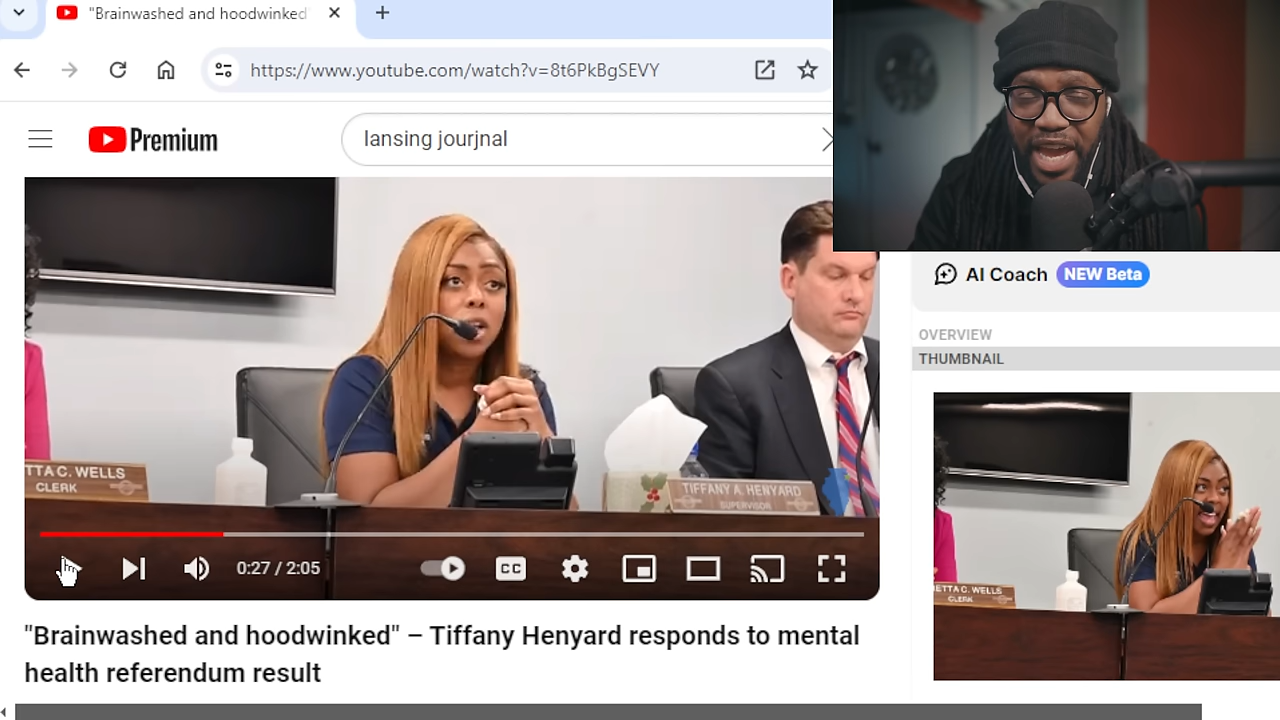 "Brainwashed and hoodwinked"
https://www.youtube.com/watch?v=8t6PkBgSEVY
Premium
lansing jourjnal
TTA C. WELLS
CLERK
TIFFANY A. HENYARD
SUPERVISOR
0:27 / 2:05
CC
"Brainwashed and hoodwinked" – Tiffany Henyard responds to mental
health referendum result
AI Coach NEW Beta
OVERVIEW
THUMBNAIL
ETTA C. WELLS
CLERK